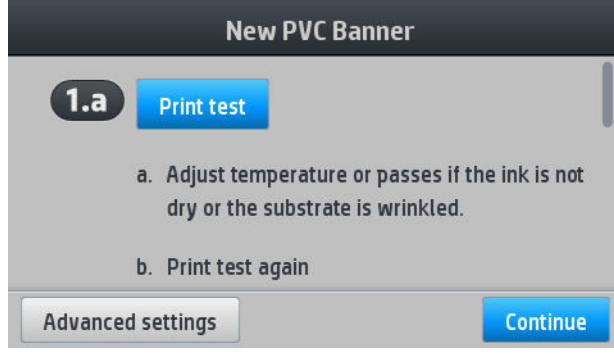 New PVC Banner
1.a Print test
a. Adjust temperature or passes if the ink is not
dry or the substrate is wrinkled.
b. Print test again
Advanced settings Continue